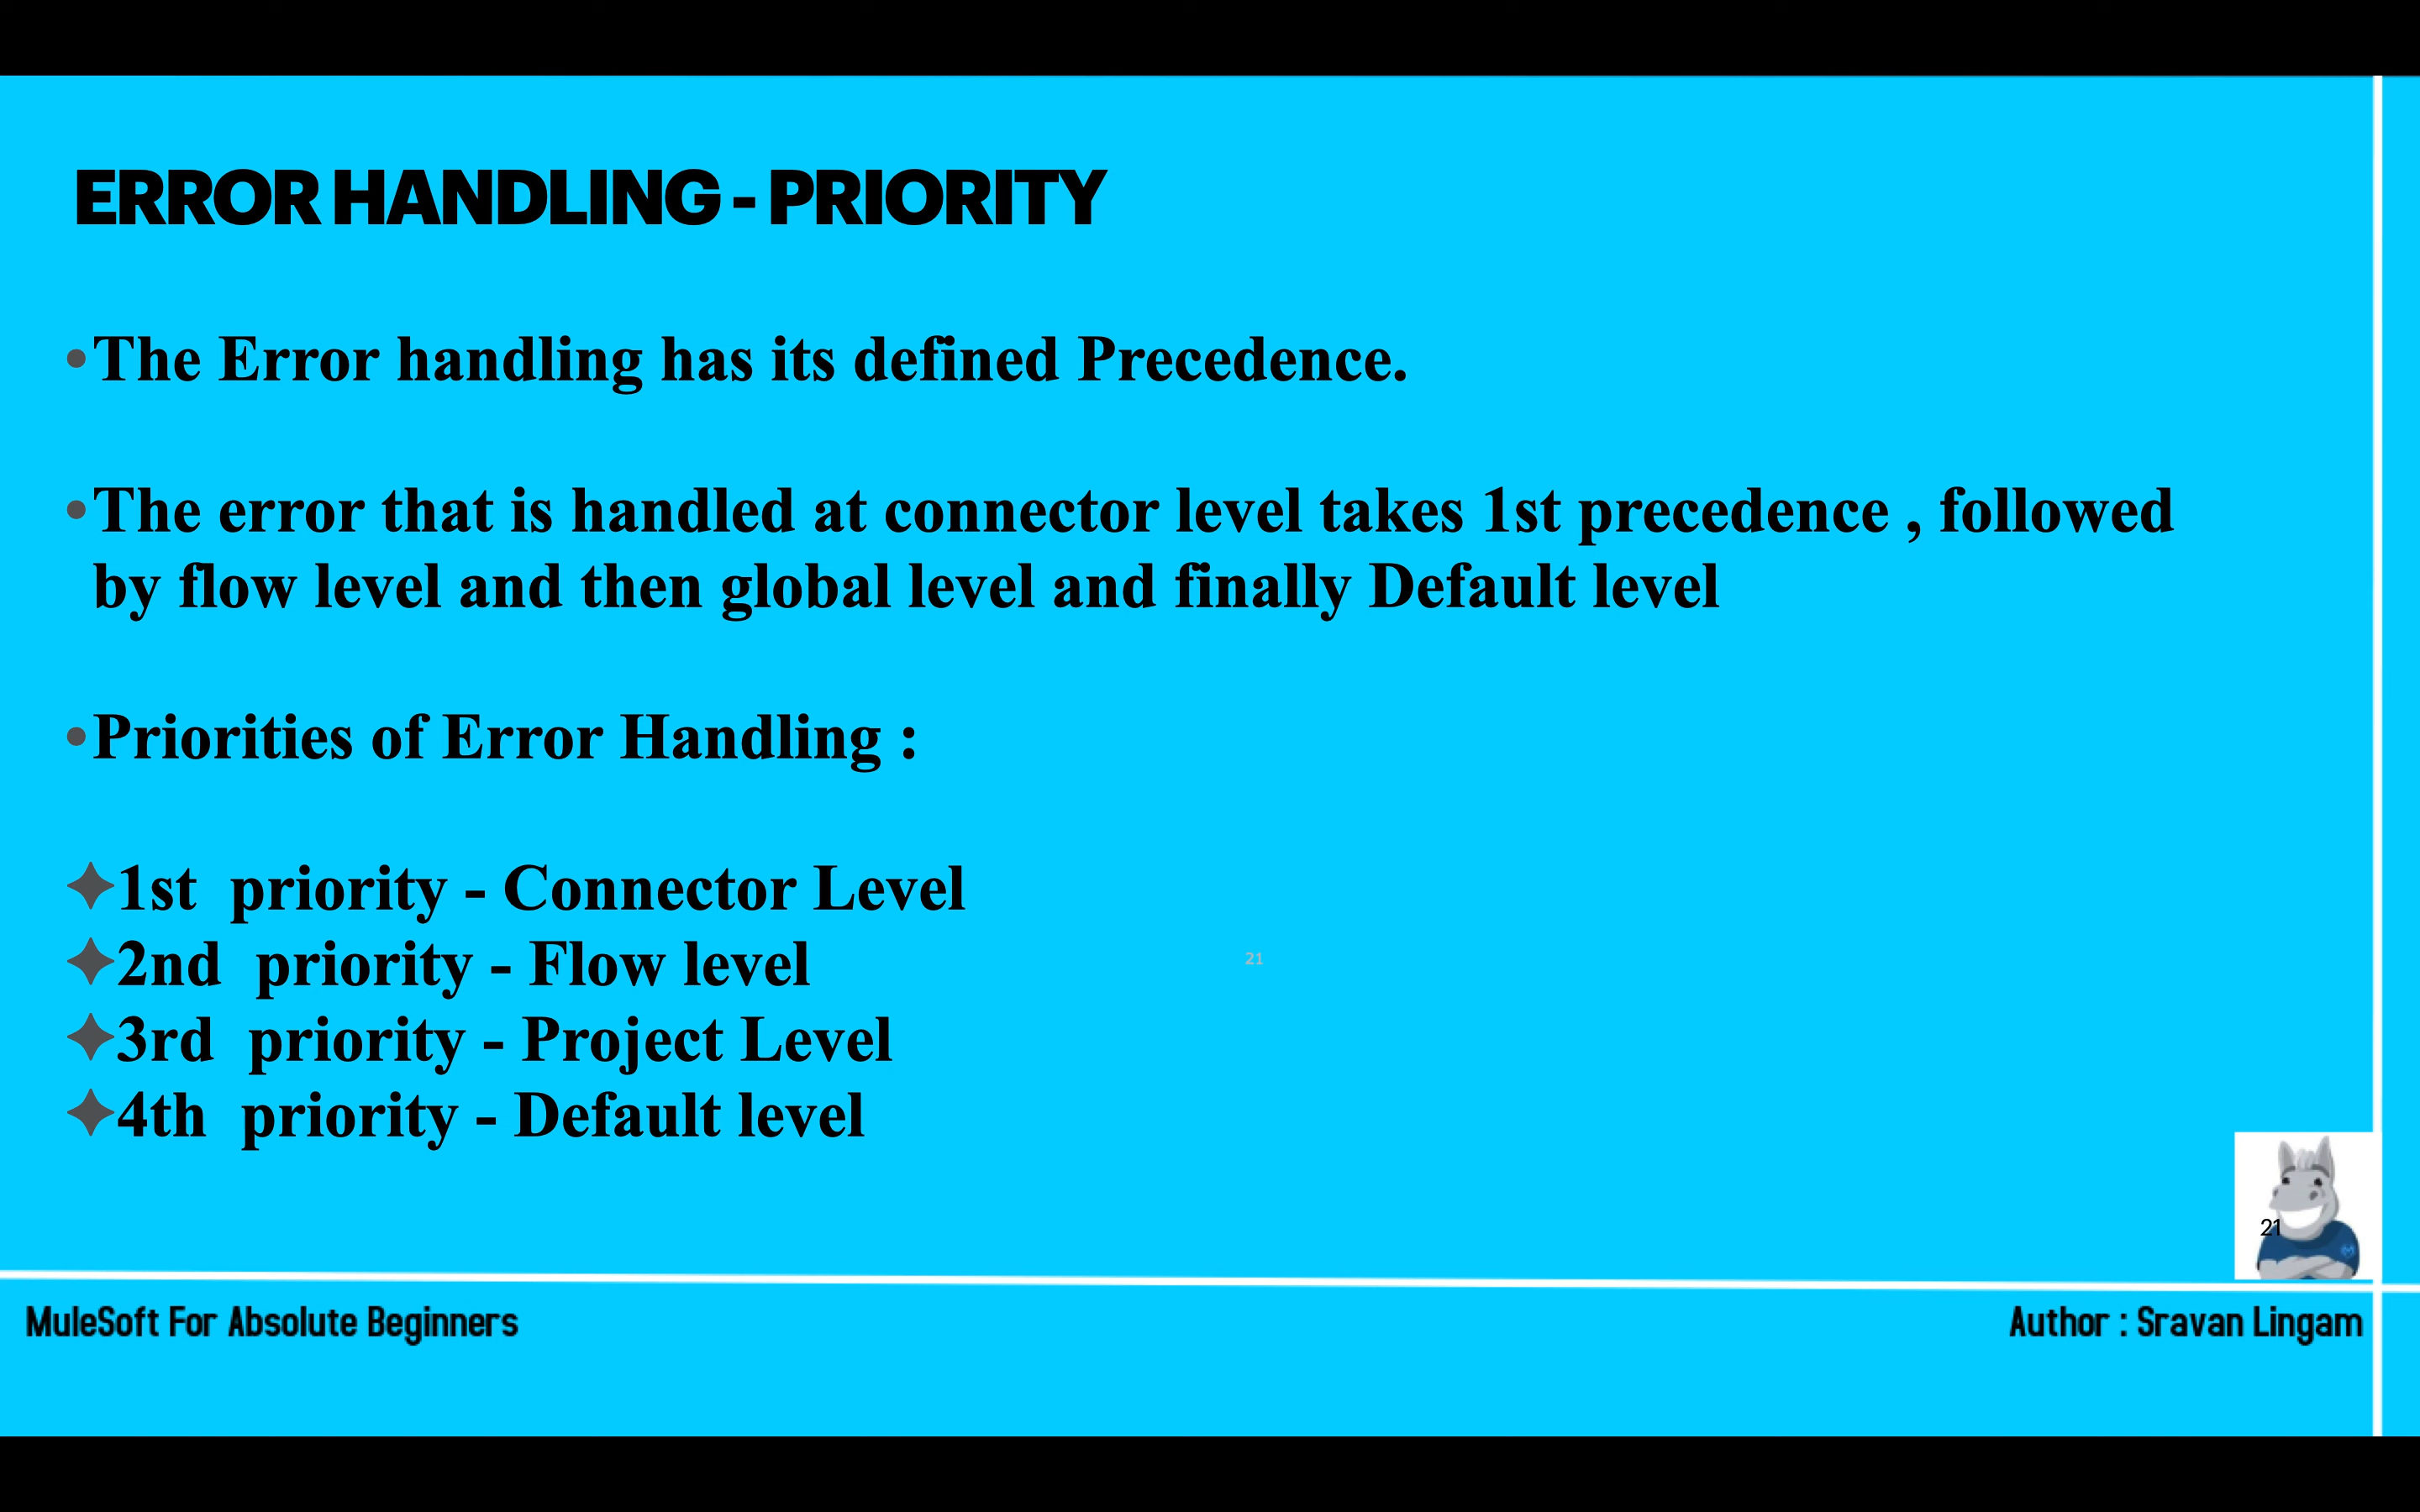 ERROR HANDLING - PRIORITY
•The Error handling has its defined Precedence.
•The error that is handled at connector level takes 1st precedence , followed
by flow level and then global level and finally Default level
•Priorities of Error Handling :
✦1st  priority - Connector Level
✦2nd  priority - Flow level
21
✦3rd  priority - Project Level
✦4th  priority - Default level
21
MuleSoft For Absolute Beginners
Author : Sravan Lingam